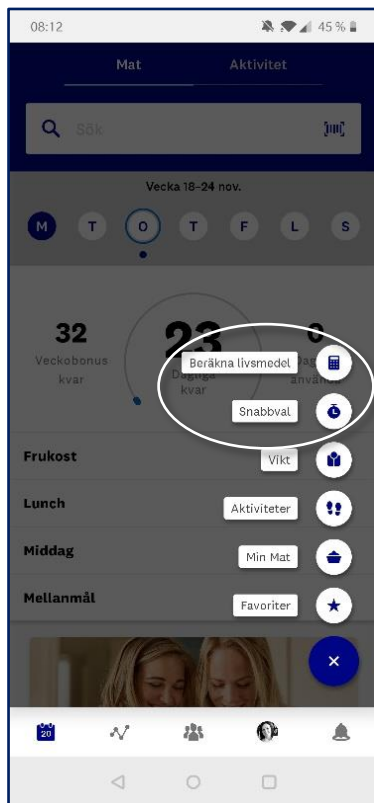 08:12 45 %
Mat Aktivitet
Sök
Vecka 18–24 nov.
M T O T F L S
32 23 0
Veckobonus kvar
Dagliga kvar
använda
Beräkna livsmedel
Snabbval
Frukost Vikt
Lunch Aktiviteter
Middag Min Mat
Mellanmål Favoriter
20